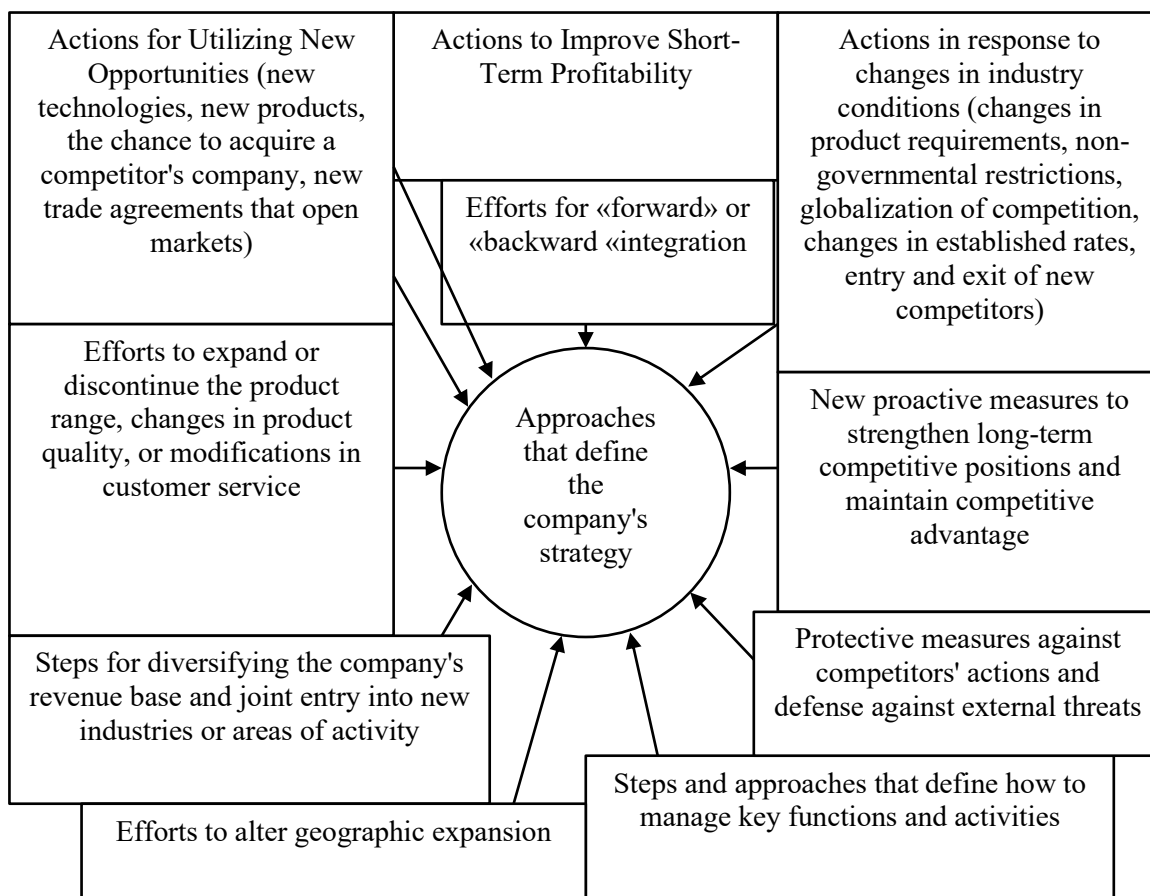 Actions for Utilizing New
Opportunities (new
technologies, new products,
the chance to acquire a
competitor's company, new
trade agreements that open
markets)
Actions to Improve Short-
Term Profitability
Actions in response to
changes in industry
conditions (changes in
product requirements, non-
governmental restrictions,
globalization of competition,
changes in established rates,
entry and exit of new
competitors)
Efforts for «forward» or
«backward «integration
Efforts to expand or
discontinue the product
range, changes in product
quality, or modifications in
customer service
Approaches
that define
the
company's
strategy
New proactive measures to
strengthen long-term
competitive positions and
maintain competitive
advantage
Steps for diversifying the company's
revenue base and joint entry into new
industries or areas of activity
Protective measures against
competitors' actions and
defense against external threats
Efforts to alter geographic expansion
Steps and approaches that define how to
manage key functions and activities